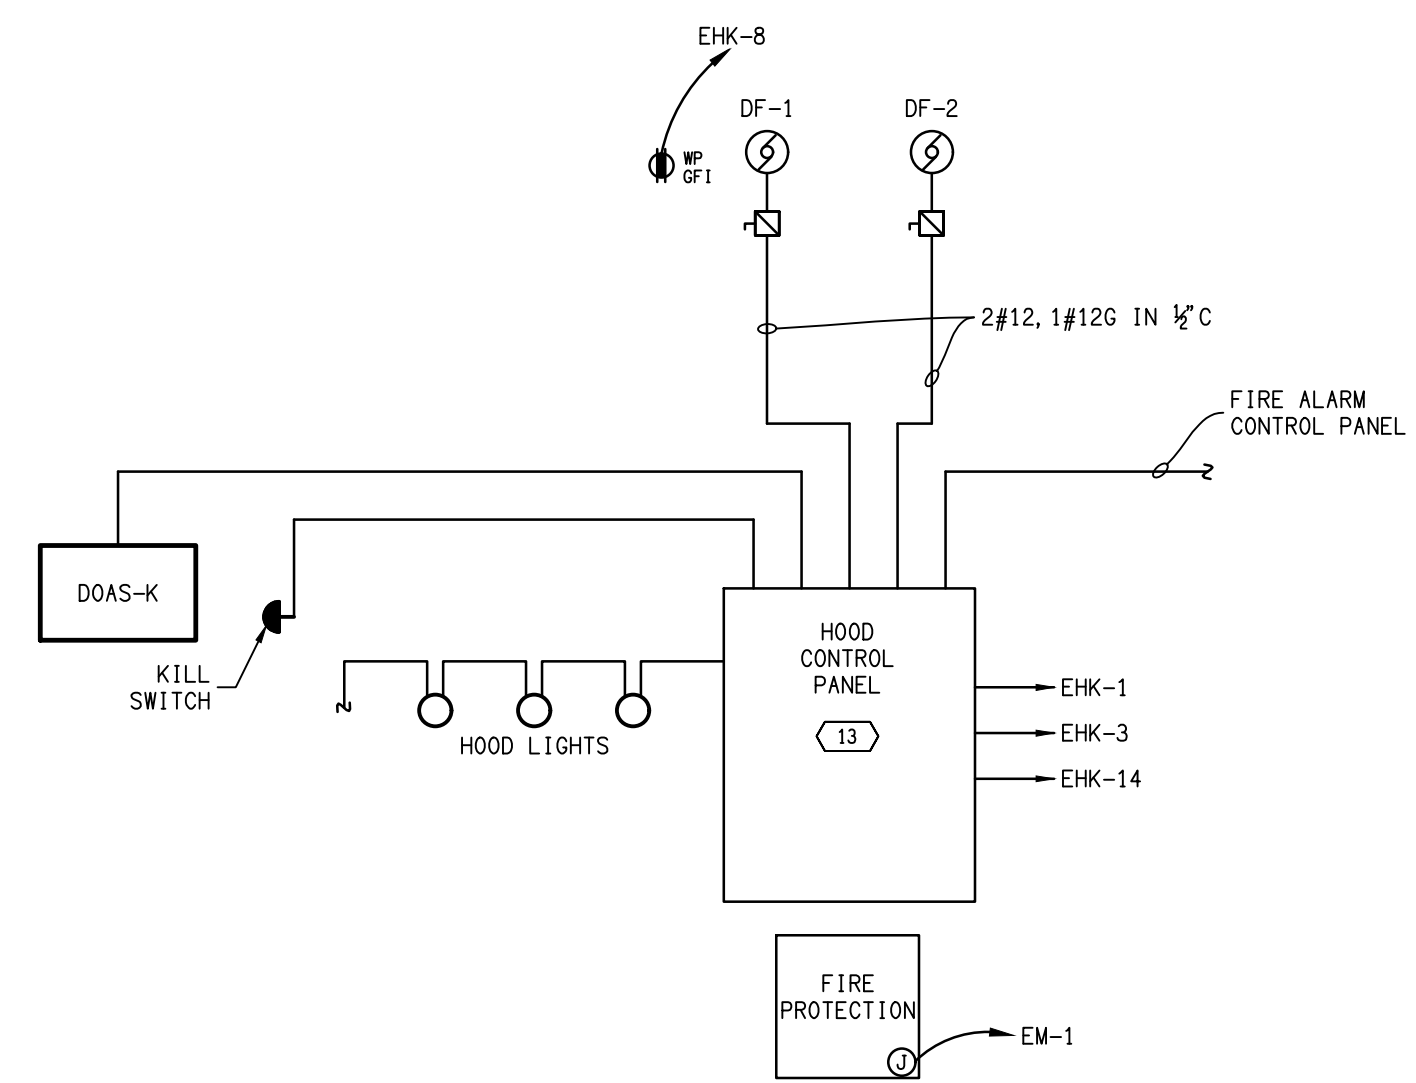 EHK-8
DF-1
DF-2
WP
GFI
2#12, 1#12G IN ½"C
FIRE ALARM
CONTROL PANEL
DOAS-K
KILL
SWITCH
HOOD LIGHTS
HOOD
CONTROL
PANEL
13
EHK-1
EHK-3
EHK-14
FIRE
PROTECTION
J
EM-1